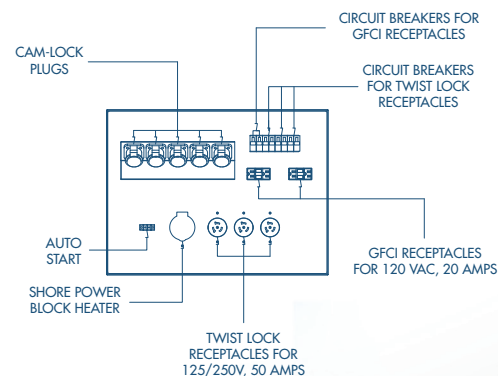 CIRCUIT BREAKERS FOR
GFCI RECEPTACLES
CAM-LOCK
PLUGS
CIRCUIT BREAKERS
FOR TWIST LOCK
RECEPTACLES
AUTO
START
GFCI RECEPTACLES
FOR 120 VAC, 20 AMPS
SHORE POWER
BLOCK HEATER
TWIST LOCK
RECEPTACLES FOR
125/250V, 50 AMPS